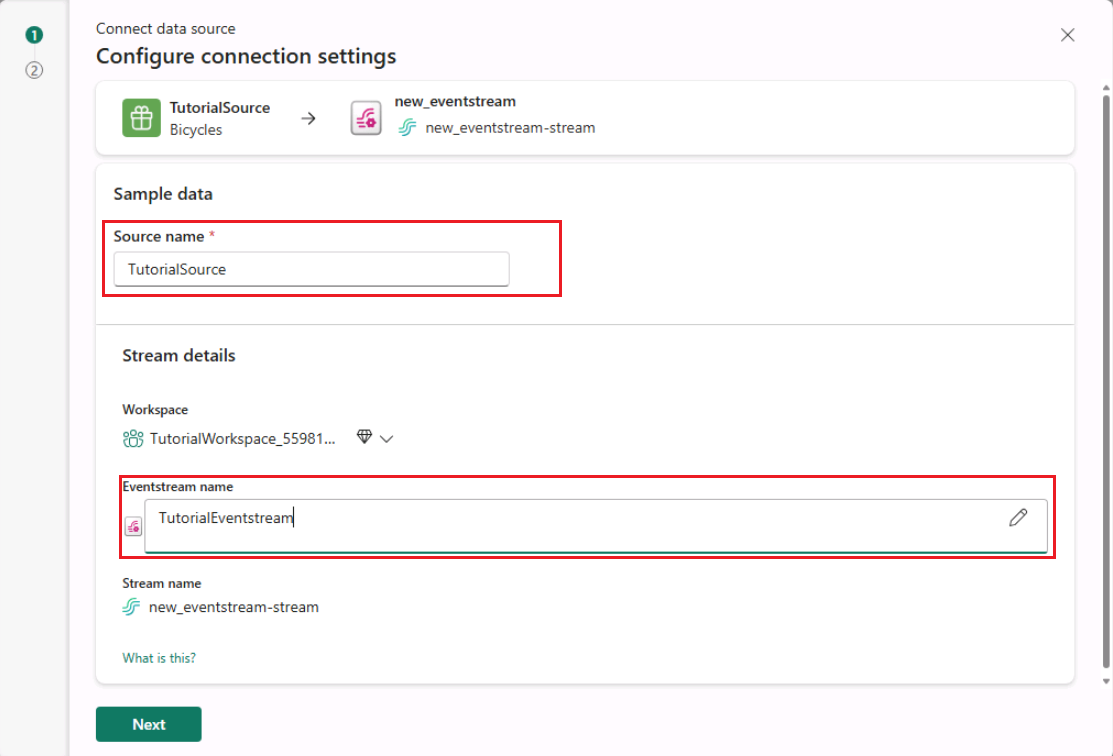 1
Connect data source
Configure connection settings
2
TutorialSource
Bicycles
new_eventstream
new_eventstream-stream
Sample data
Source name *
TutorialSource
Stream details
Workspace
TutorialWorkspace_55981...
Eventstream name
TutorialEventstream
Stream name
new_eventstream-stream
What is this?
Next